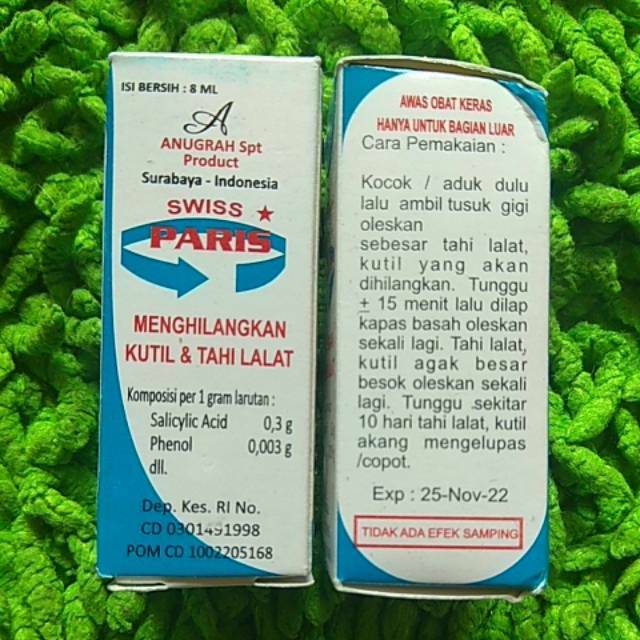 ISI BERSIH : 8 ML
A
ANUGRAH Spt
Product
Surabaya - Indonesia
SWISS
PARIS
MENGHILANGKAN
KUTIL & TAHI LALAT
Komposisi per 1 gram larutan :
Salicylic Acid 0,3 g
Phenol 0,003 g
dll.
Dep. Kes. RI No.
CD 0301491998
POM CD 1002205168
AWAS OBAT KERAS
HANYA UNTUK BAGIAN LUAR
Cara Pemakaian :
Kocok / aduk dulu
lalu ambil tusuk gigi
oleskan
sebesar tahi lalat,
kutil yang akan
dihilangkan. Tunggu
± 15 menit lalu dilap
kapas basah oleskan
sekali lagi. Tahi lalat,
kutil agak besar
besok oleskan sekali
lagi. Tunggu sekitar
10 hari tahi lalat, kutil
akang mengelupas
/copot.
Exp : 25-Nov-22
TIDAK ADA EFEK SAMPING